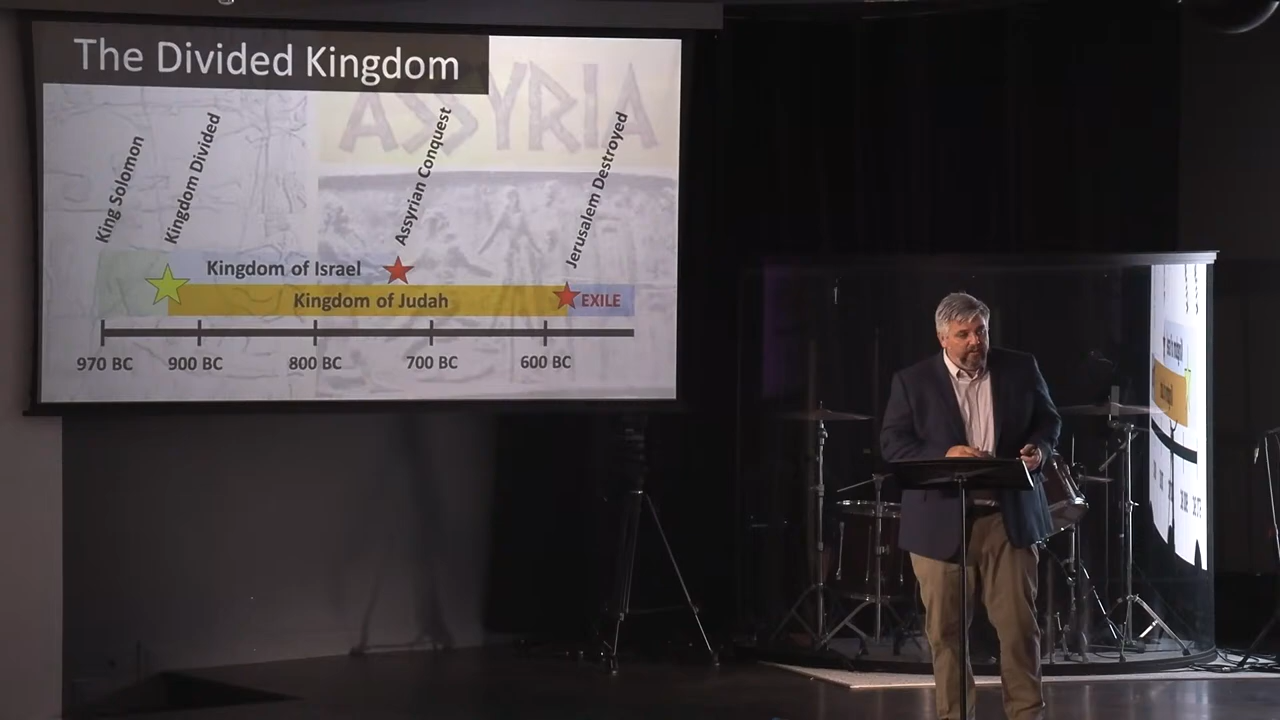 The Divided Kingdom
ASSYRIA
King Solomon
Kingdom Divided
Assyrian Conquest
Jerusalem Destroyed
Kingdom of Israel
Kingdom of Judah
EXILE
970 BC 900 BC 800 BC 700 BC 600 BC